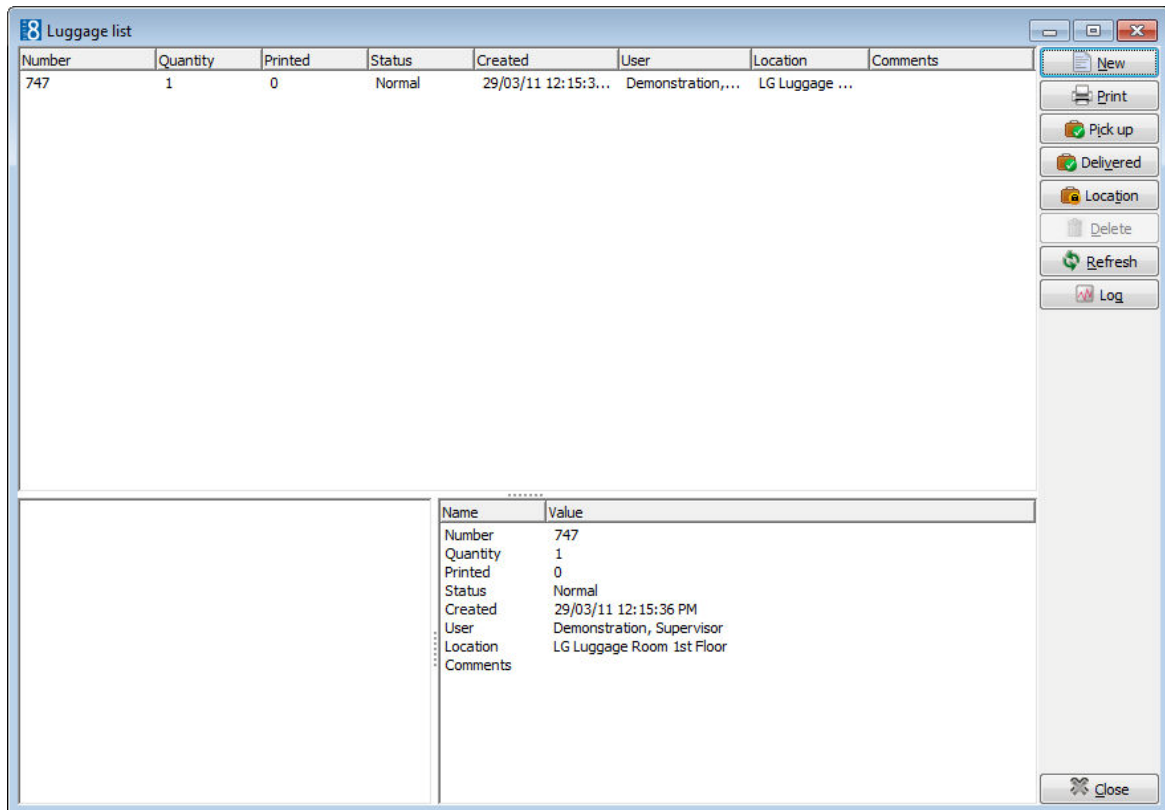 8 Luggage list
Number Quantity Printed Status Created User Location Comments
747 1 0 Normal 29/03/11 12:15:3... Demonstration,... LG Luggage ...
New
Print
Pick up
Delivered
Location
Delete
Refresh
Log
Name Value
Number 747
Quantity 1
Printed 0
Status Normal
Created 29/03/11 12:15:36 PM
User Demonstration, Supervisor
Location LG Luggage Room 1st Floor
Comments
Close